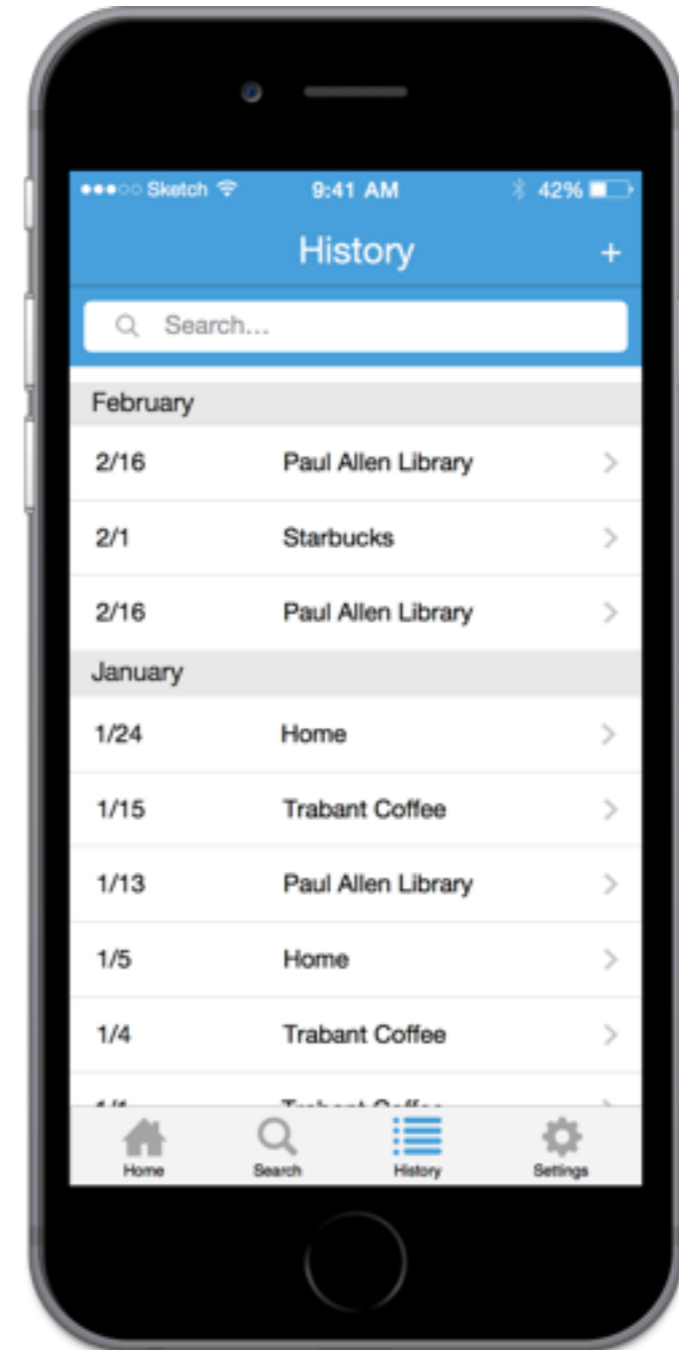 Sketch 9:41 AM 42%
History +
Search...
February
2/16 Paul Allen Library
2/1 Starbucks
2/16 Paul Allen Library
January
1/24 Home
1/15 Trabant Coffee
1/13 Paul Allen Library
1/5 Home
1/4 Trabant Coffee
Trabant Coffee
Home Search History Settings